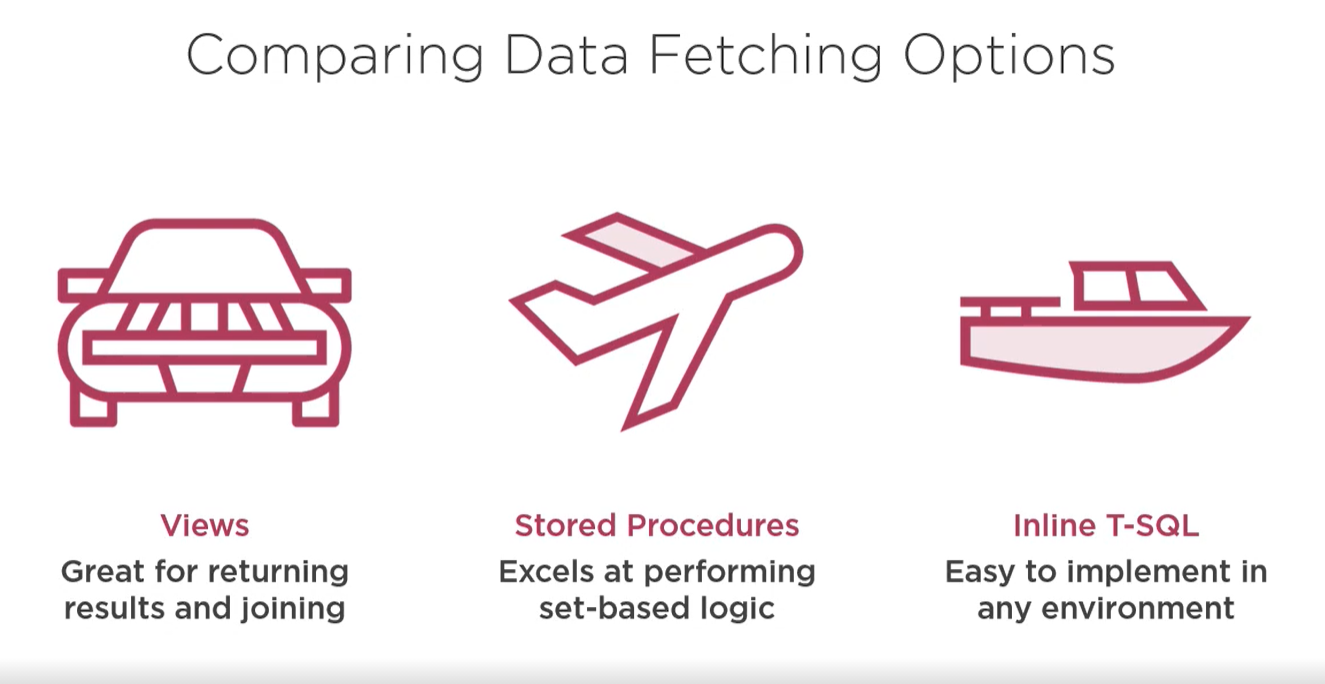 Comparing Data Fetching Options
Views
Great for returning
results and joining
Stored Procedures
Excels at performing
set-based logic
Inline T-SQL
Easy to implement in
any environment